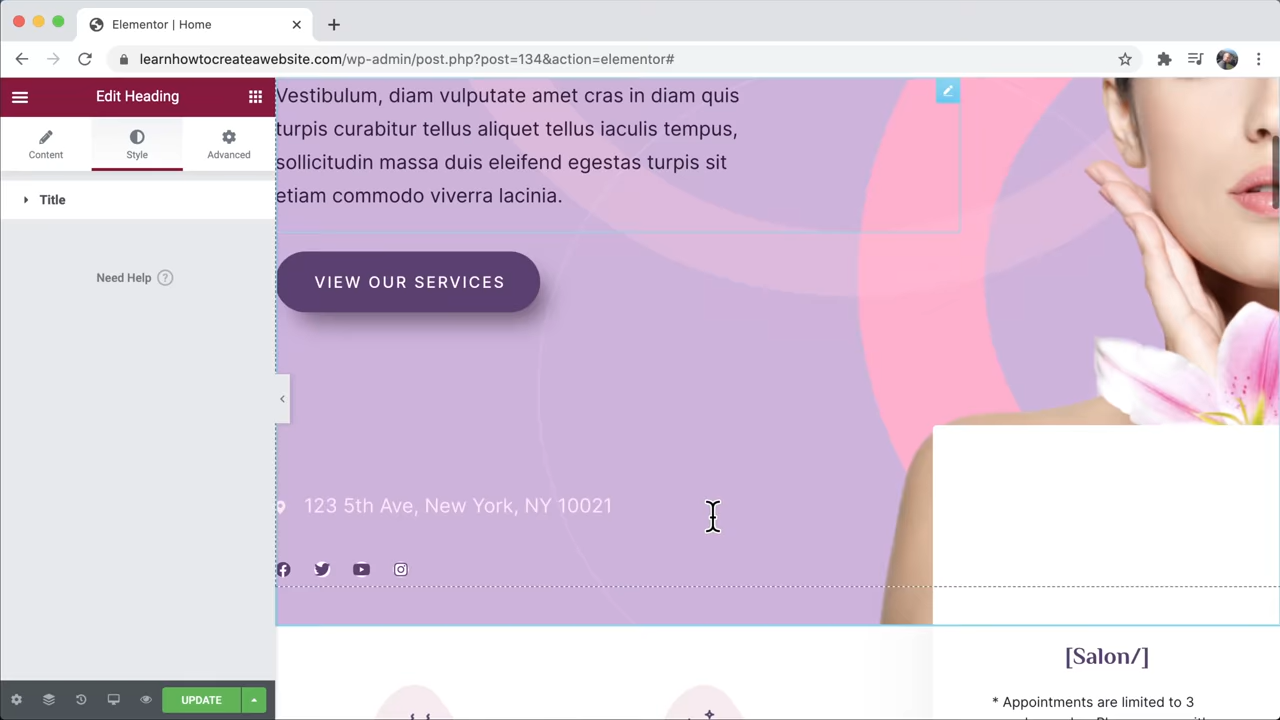 Elementor | Home
learnhowtocreateawebsite.com/wp-admin/post.php?post=134&action=elementor#
Edit Heading
Content
Style
Advanced
Title
Need Help ?
UPDATE
Vestibulum, diam vulputate amet cras in diam quis
turpis curabitur tellus aliquet tellus iaculis tempus,
sollicitudin massa duis eleifend egestas turpis sit
etiam commodo viverra lacinia.
VIEW OUR SERVICES
123 5th Ave, New York, NY 10021
[Salon/]
* Appointments are limited to 3